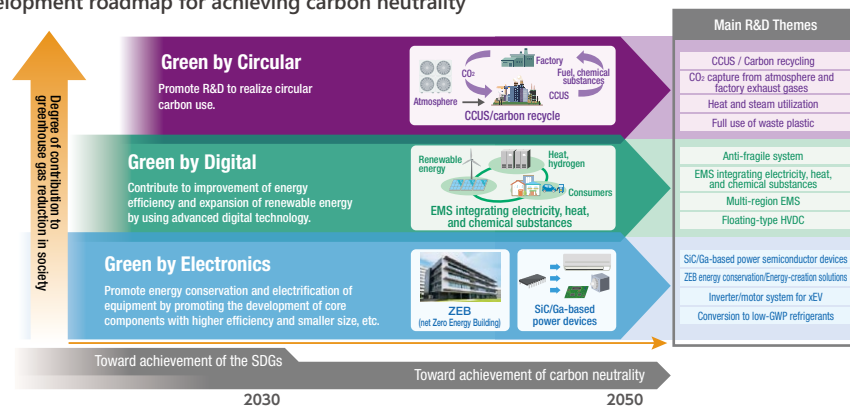 elopment roadmap for achieving carbon neutrality
Degree of contribution to
greenhouse gas reduction in society
Green by Circular
Promote R&D to realize circular
carbon use.
Factory
CO₂
Fuel, chemical
substances
Atmosphere
CCUS
CCUS/carbon recycle
Green by Digital
Contribute to improvement of energy
efficiency and expansion of renewable energy
by using advanced digital technology.
Renewable
energy
Heat,
hydrogen
Consumers
EMS integrating electricity, heat,
and chemical substances
Green by Electronics
Promote energy conservation and electrification of
equipment by promoting the development of core
components with higher efficiency and smaller size, etc.
ZEB
(net Zero Energy Building)
SiC/Ga-based
power devices
Main R&D Themes
CCUS / Carbon recycling
CO₂ capture from atmosphere and
factory exhaust gases
Heat and steam utilization
Full use of waste plastic
Anti-fragile system
EMS integrating electricity, heat,
and chemical substances
Multi-region EMS
Floating-type HVDC
SiC/Ga-based power semiconductor devices
ZEB energy conservation/Energy-creation solutions
Inverter/motor system for xEV
Conversion to low-GWP refrigerants
Toward achievement of the SDGs
Toward achievement of carbon neutrality
2030
2050